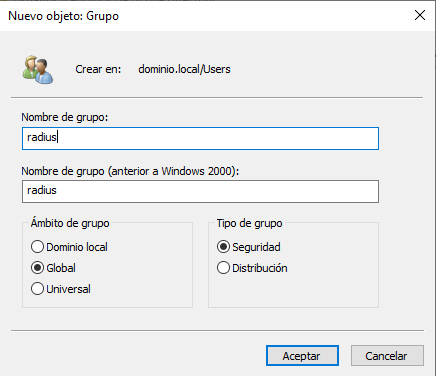 Nuevo objeto: Grupo
Crear en: dominio.local/Users
Nombre de grupo:
radius
Nombre de grupo (anterior a Windows 2000):
radius
Ámbito de grupo
Dominio local
Global
Universal
Tipo de grupo
Seguridad
Distribución
Aceptar
Cancelar